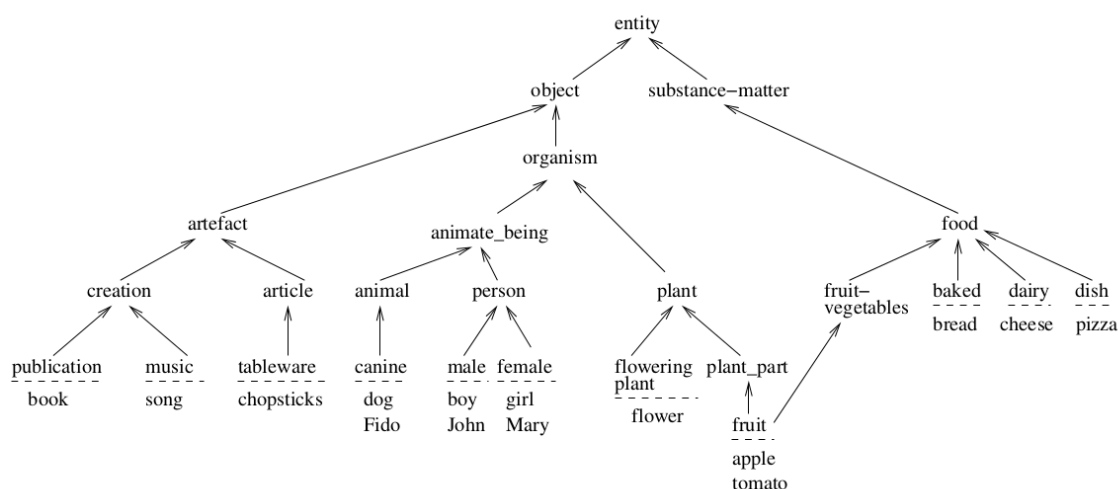 entity
object substance−matter
organism
artefact animate_being food
creation article animal person plant fruit− baked dairy dish
vegetables bread cheese pizza
publication music tableware canine male female flowering plant_part
plant
book song chopsticks dog boy girl flower
Fido John Mary fruit
apple
tomato